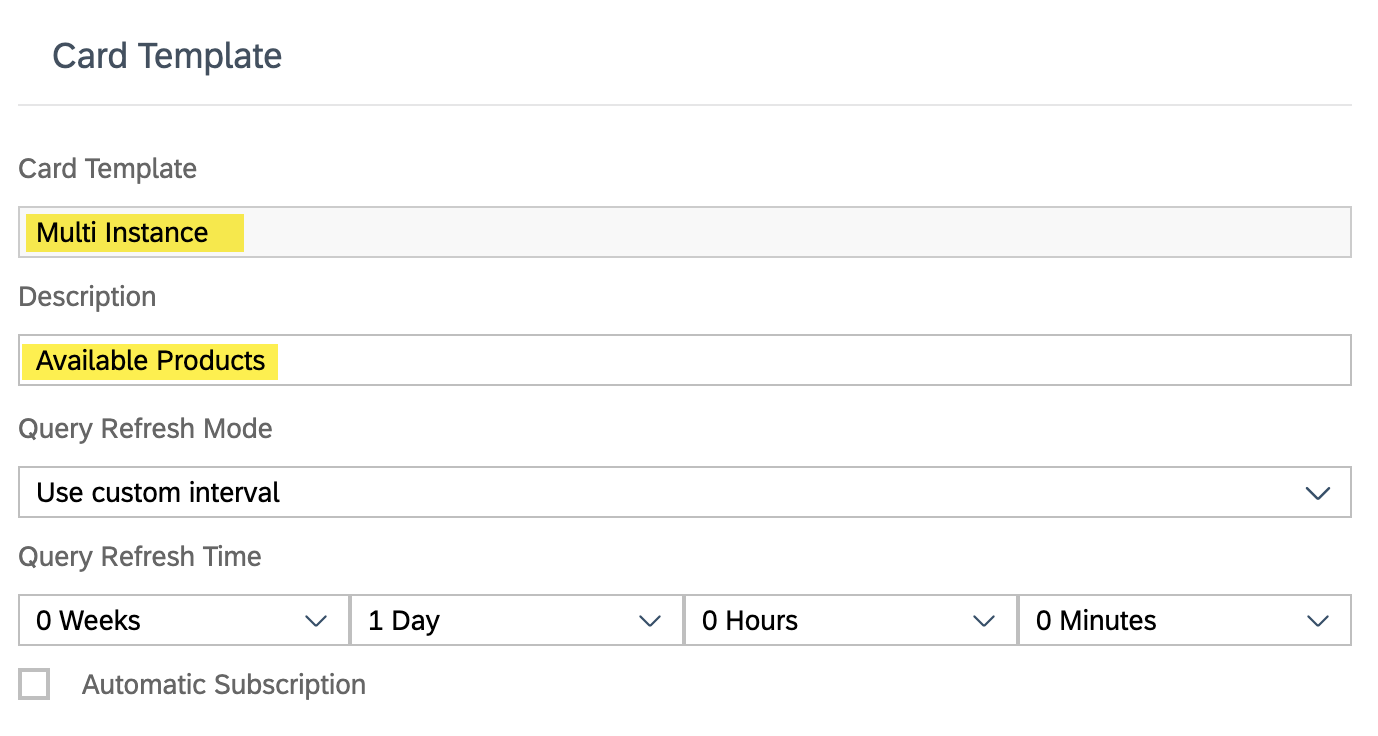 Card Template
Card Template
Multi Instance
Description
Available Products
Query Refresh Mode
Use custom interval
Query Refresh Time
0 Weeks 1 Day 0 Hours 0 Minutes
Automatic Subscription